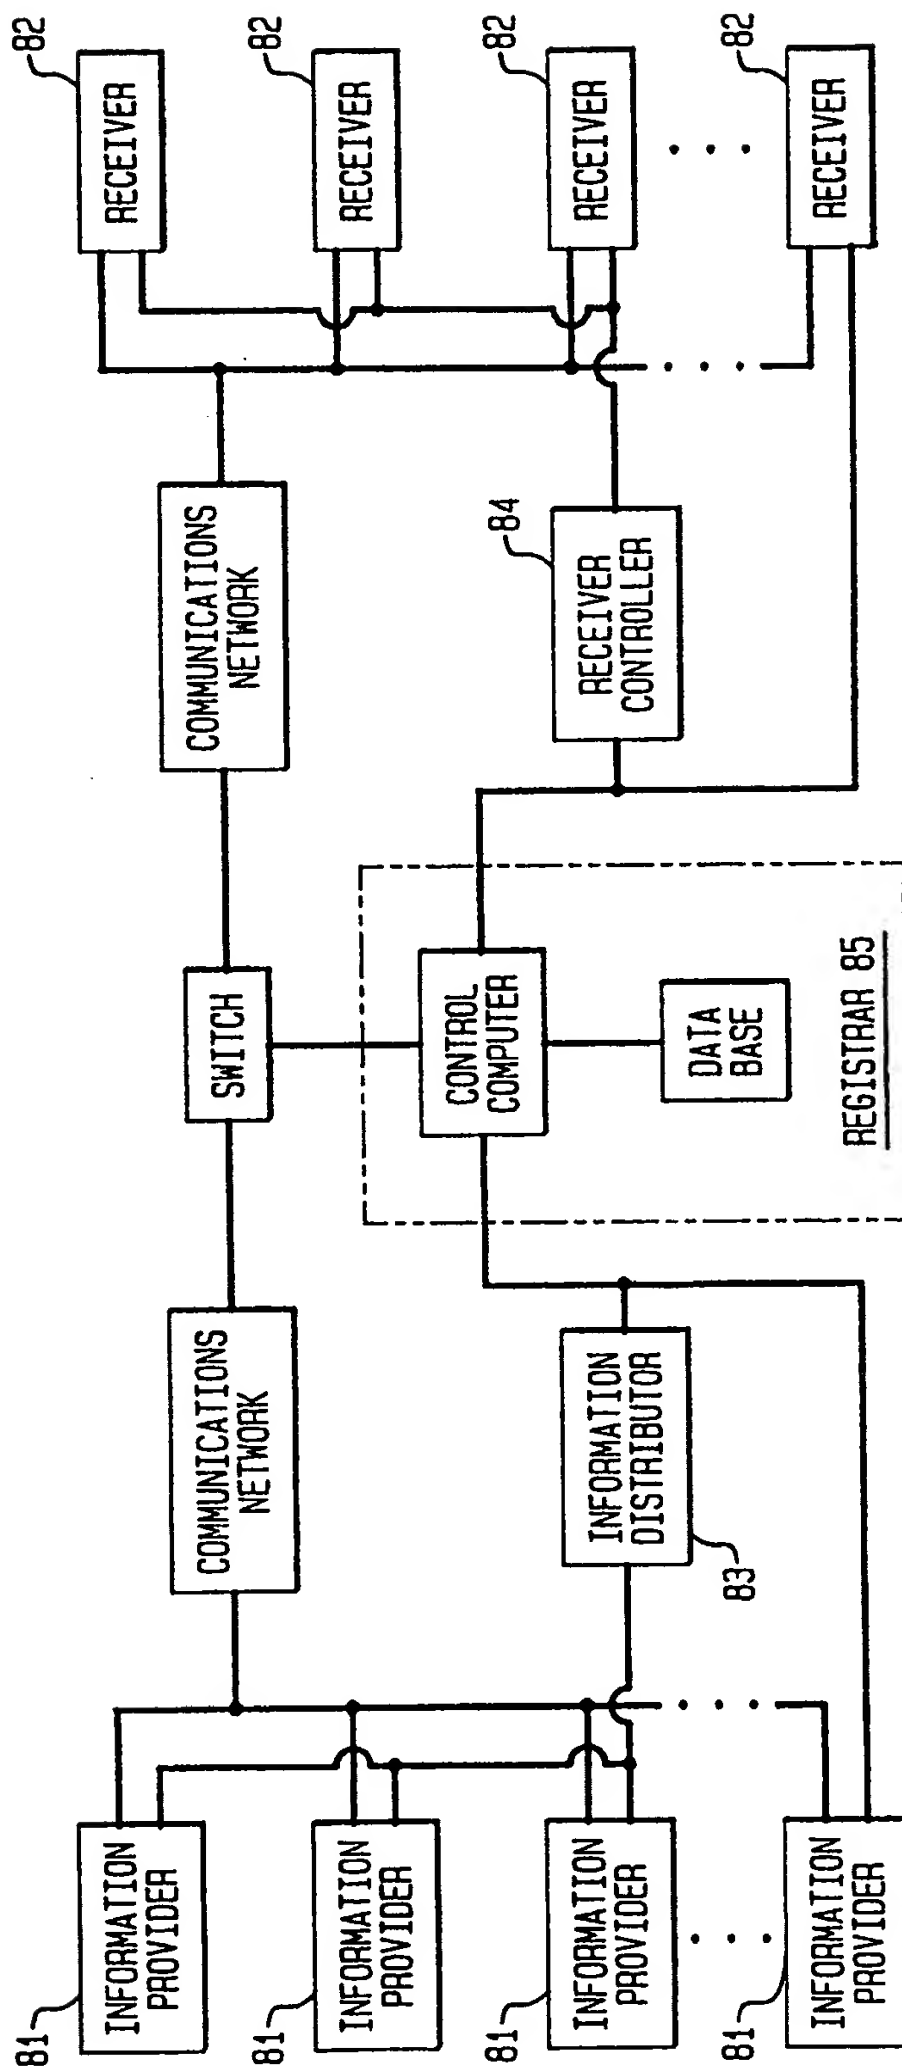 81
INFORMATION
PROVIDER
81
INFORMATION
PROVIDER
81
INFORMATION
PROVIDER
81
INFORMATION
PROVIDER
COMMUNICATIONS
NETWORK
INFORMATION
DISTRIBUTOR
83
SWITCH
CONTROL
COMPUTER
DATA
BASE
REGISTRAR 85
COMMUNICATIONS
NETWORK
84
RECEIVER
CONTROLLER
82
RECEIVER
82
RECEIVER
82
RECEIVER
82
RECEIVER